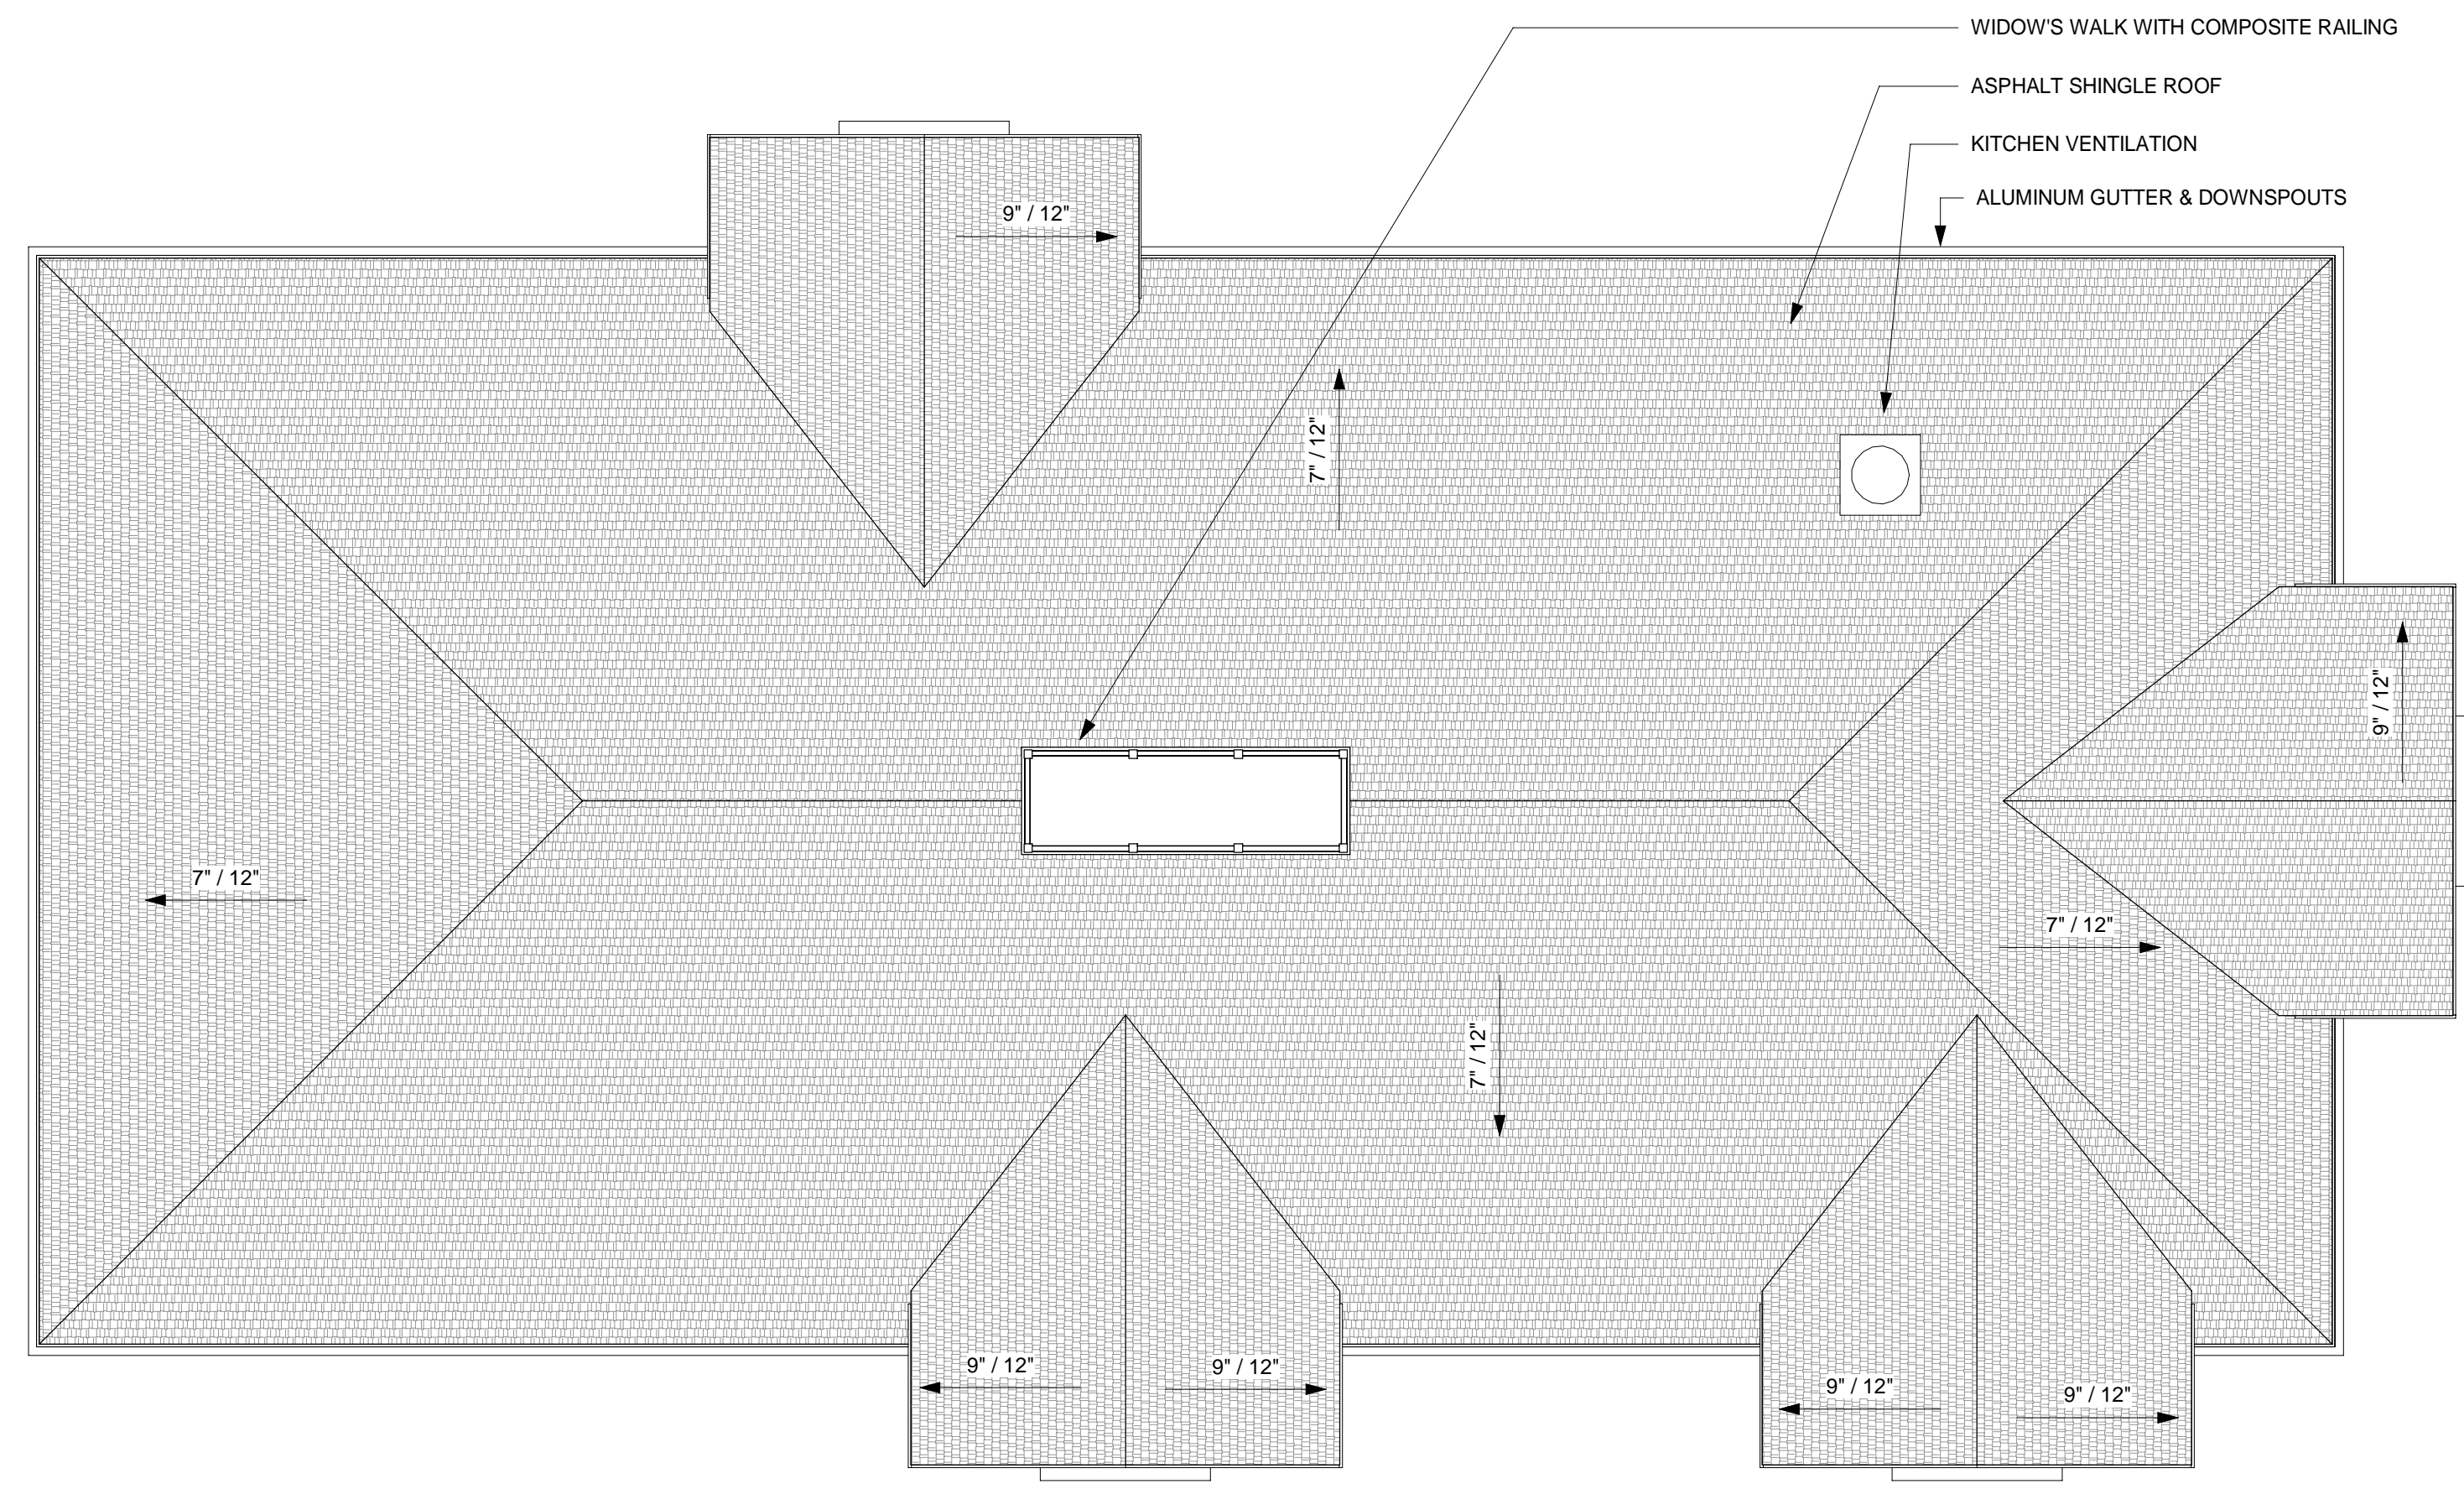 WIDOW'S WALK WITH COMPOSITE RAILING
ASPHALT SHINGLE ROOF
KITCHEN VENTILATION
ALUMINUM GUTTER & DOWNSPOUTS
9" / 12"
7" / 12"
9" / 12"
7" / 12"
7" / 12"
7" / 12"
9" / 12"
9" / 12"
9" / 12"
9" / 12"